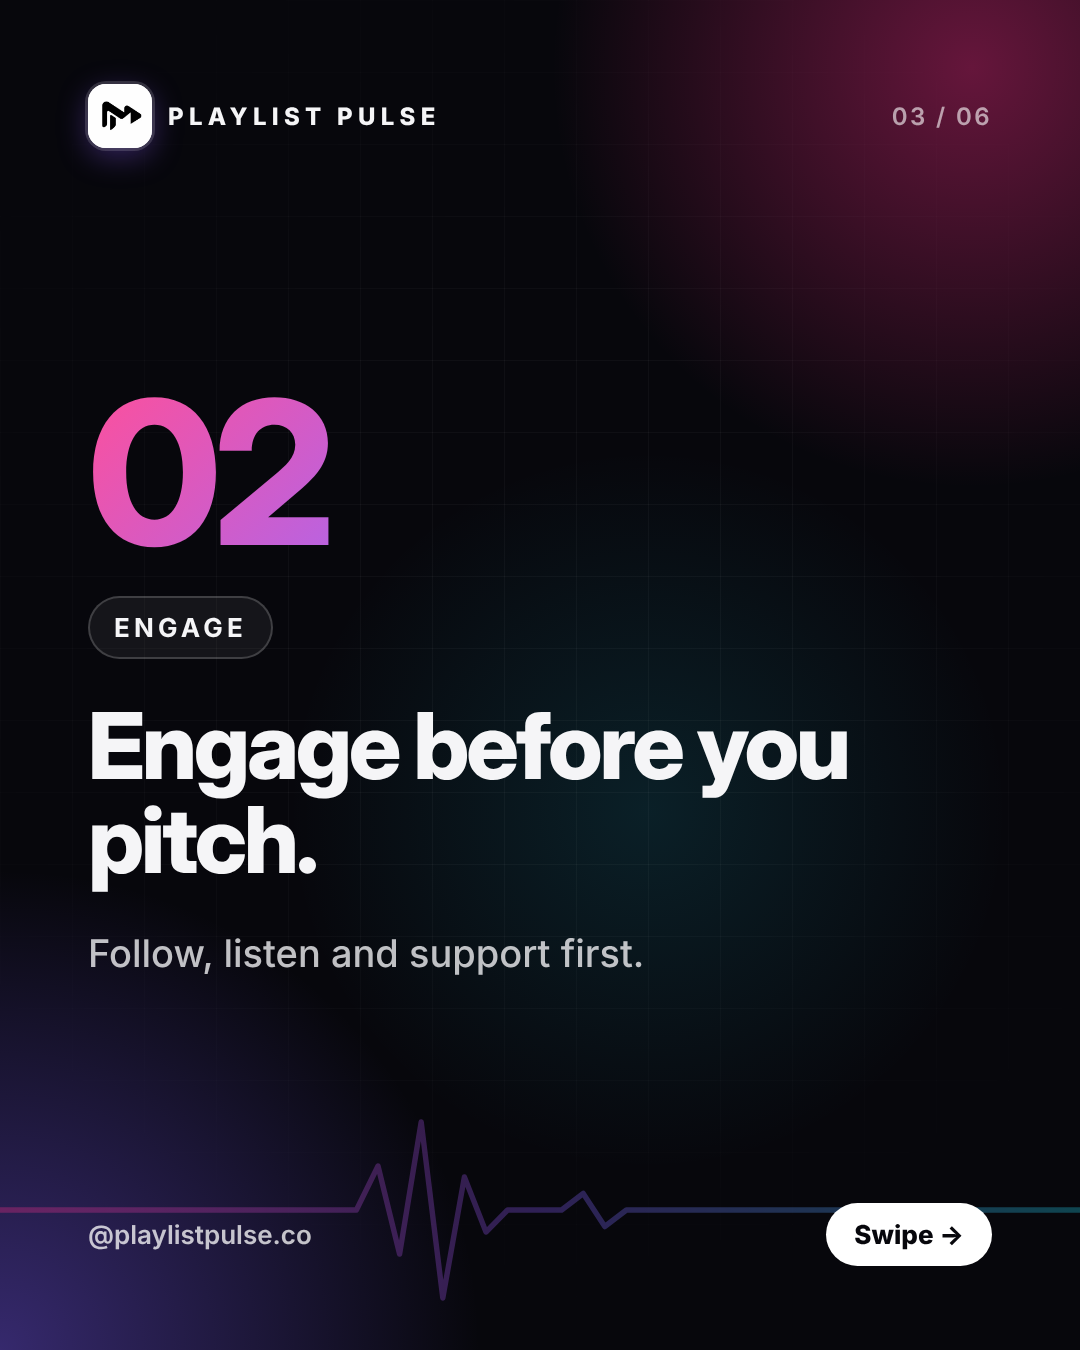 PLAYLIST PULSE
03 / 06
02
ENGAGE
Engage before you
pitch.
Follow, listen and support first.
@playlistpulse.co
Swipe →